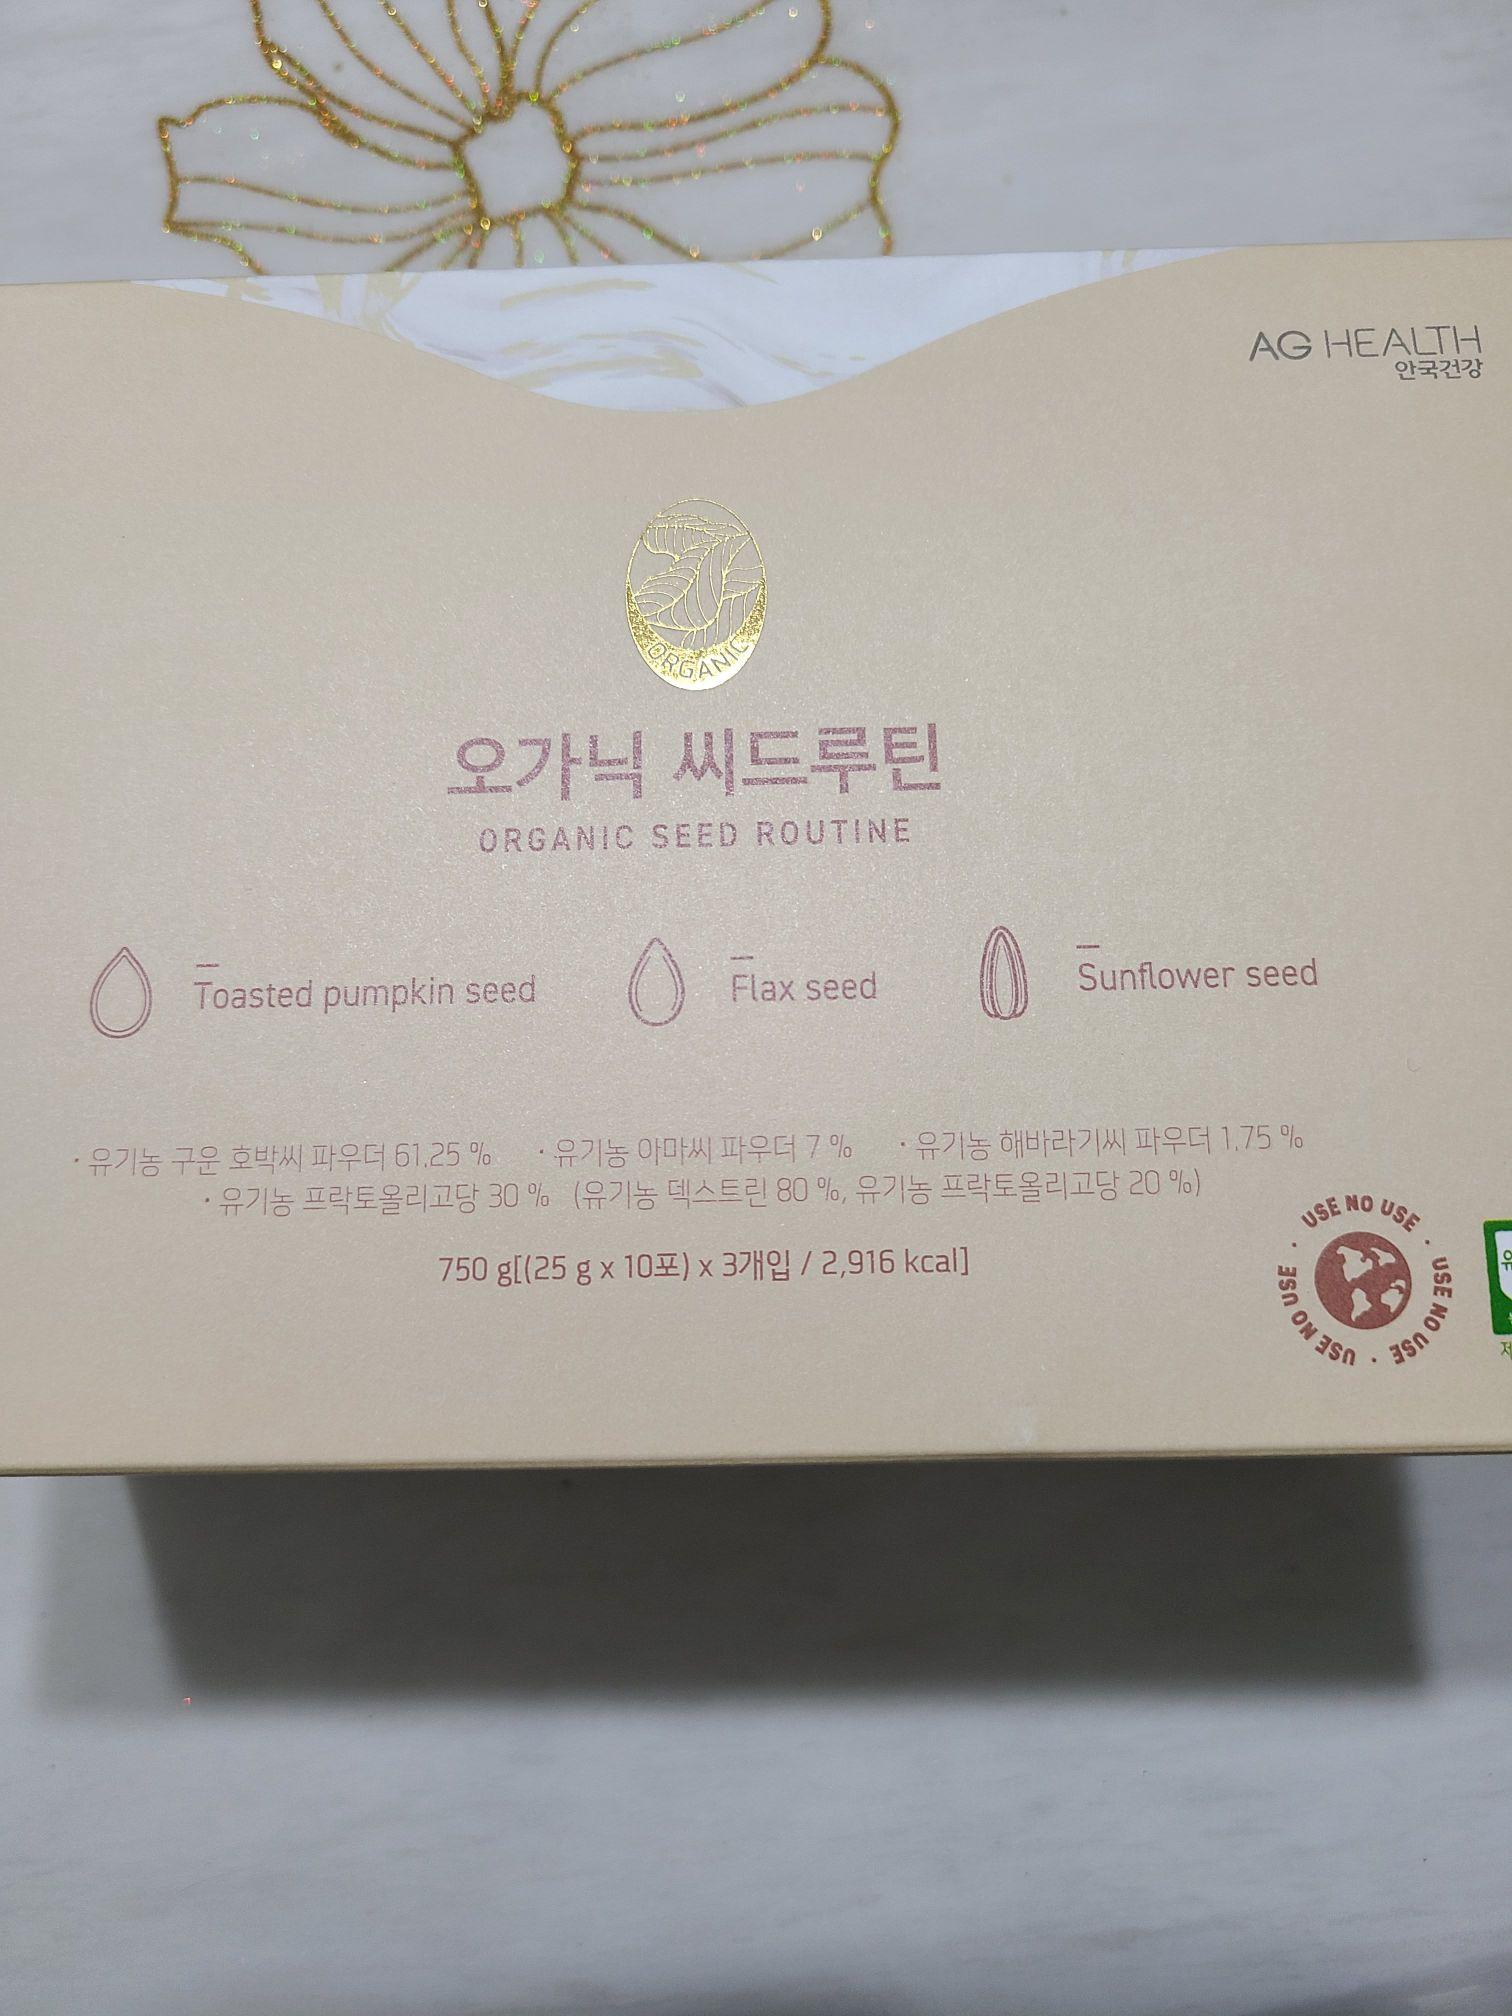 AG HEALTH
안국건강
ORGANIC
오가닉 씨드루틴
ORGANIC SEED ROUTINE
Toasted pumpkin seed
Flax seed
Sunflower seed
· 유기농 구운 호박씨 파우더 61.25 % · 유기농 아마씨 파우더 7 % · 유기농 해바라기씨 파우더 1.75 %
· 유기농 프락토올리고당 30 % (유기농 덱스트린 80 %, 유기농 프락토올리고당 20 %)
750 g[(25 g x 10포) x 3개입 / 2,916 kcal]
USE NO USE · USE NO USE · USE NO USE ·